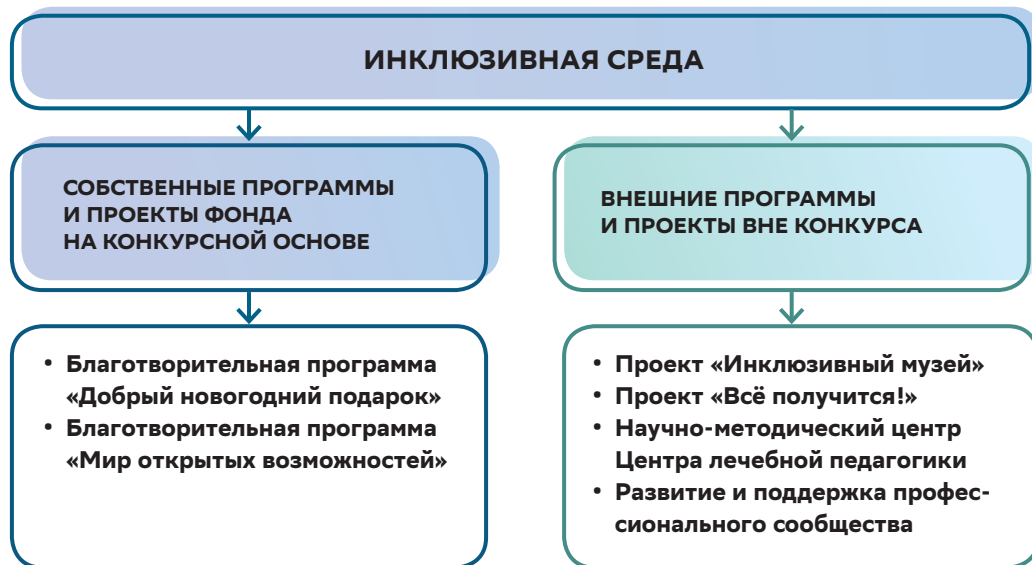 ИНКЛЮЗИВНАЯ СРЕДА
СОБСТВЕННЫЕ ПРОГРАММЫ
И ПРОЕКТЫ ФОНДА
НА КОНКУРСНОЙ ОСНОВЕ
• Благотворительная программа
«Добрый новогодний подарок»
• Благотворительная программа
«Мир открытых возможностей»
ВНЕШНИЕ ПРОГРАММЫ
И ПРОЕКТЫ ВНЕ КОНКУРСА
• Проект «Инклюзивный музей»
• Проект «Всё получится!»
• Научно-методический центр
Центра лечебной педагогики
• Развитие и поддержка профес-
сионального сообщества